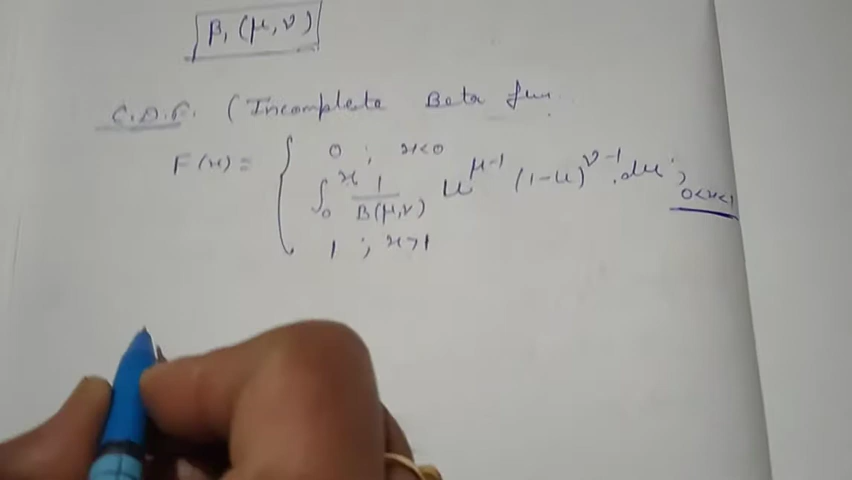 β₁(μ,ν)
C.D.F. (Incomplete Beta fun.
F(x) = { 0 ; x<0
∫₀ˣ 1/B(μ,ν) u^(μ-1) (1-u)^(ν-1) .du ; 0<x<1
1 ; x>1